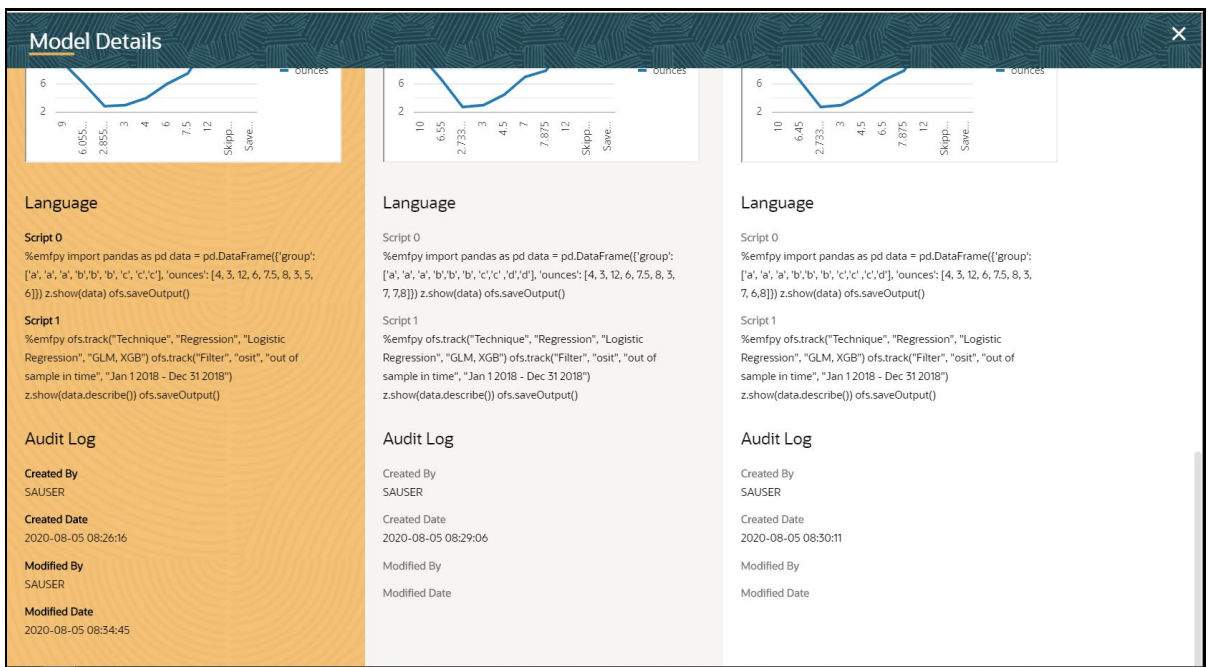 Model Details
×
6
2
ounces
9
6.055...
2.855...
3
4
6
7.5
12
Skipp...
Save...
Language
Script 0
%emfpy import pandas as pd data = pd.DataFrame({'group':
['a', 'a', 'a', 'b','b', 'b', 'c', 'c','c'], 'ounces': [4, 3, 12, 6, 7.5, 8, 3, 5,
6]}) z.show(data) ofs.saveOutput()
Script 1
%emfpy ofs.track("Technique", "Regression", "Logistic
Regression", "GLM, XGB") ofs.track("Filter", "osit", "out of
sample in time", "Jan 1 2018 - Dec 31 2018")
z.show(data.describe()) ofs.saveOutput()
Audit Log
Created By
SAUSER
Created Date
2020-08-05 08:26:16
Modified By
SAUSER
Modified Date
2020-08-05 08:34:45
6
2
ounces
10
6.55
2.733...
3
4.5
7
7.875
12
Skipp...
Save...
Language
Script 0
%emfpy import pandas as pd data = pd.DataFrame({'group':
['a', 'a', 'a', 'b','b', 'b', 'c','c' ,'d','d'], 'ounces': [4, 3, 12, 6, 7.5, 8, 3,
7, 7,8]}) z.show(data) ofs.saveOutput()
Script 1
%emfpy ofs.track("Technique", "Regression", "Logistic
Regression", "GLM, XGB") ofs.track("Filter", "osit", "out of
sample in time", "Jan 1 2018 - Dec 31 2018")
z.show(data.describe()) ofs.saveOutput()
Audit Log
Created By
SAUSER
Created Date
2020-08-05 08:29:06
Modified By
Modified Date
6
2
ounces
10
6.45
2.733...
3
4.5
6.5
7.875
12
Skipp...
Save...
Language
Script 0
%emfpy import pandas as pd data = pd.DataFrame({'group':
['a', 'a', 'a', 'b','b', 'b', 'c','c' ,'c','d'], 'ounces': [4, 3, 12, 6, 7.5, 8, 3,
7, 6,8]}) z.show(data) ofs.saveOutput()
Script 1
%emfpy ofs.track("Technique", "Regression", "Logistic
Regression", "GLM, XGB") ofs.track("Filter", "osit", "out of
sample in time", "Jan 1 2018 - Dec 31 2018")
z.show(data.describe()) ofs.saveOutput()
Audit Log
Created By
SAUSER
Created Date
2020-08-05 08:30:11
Modified By
Modified Date